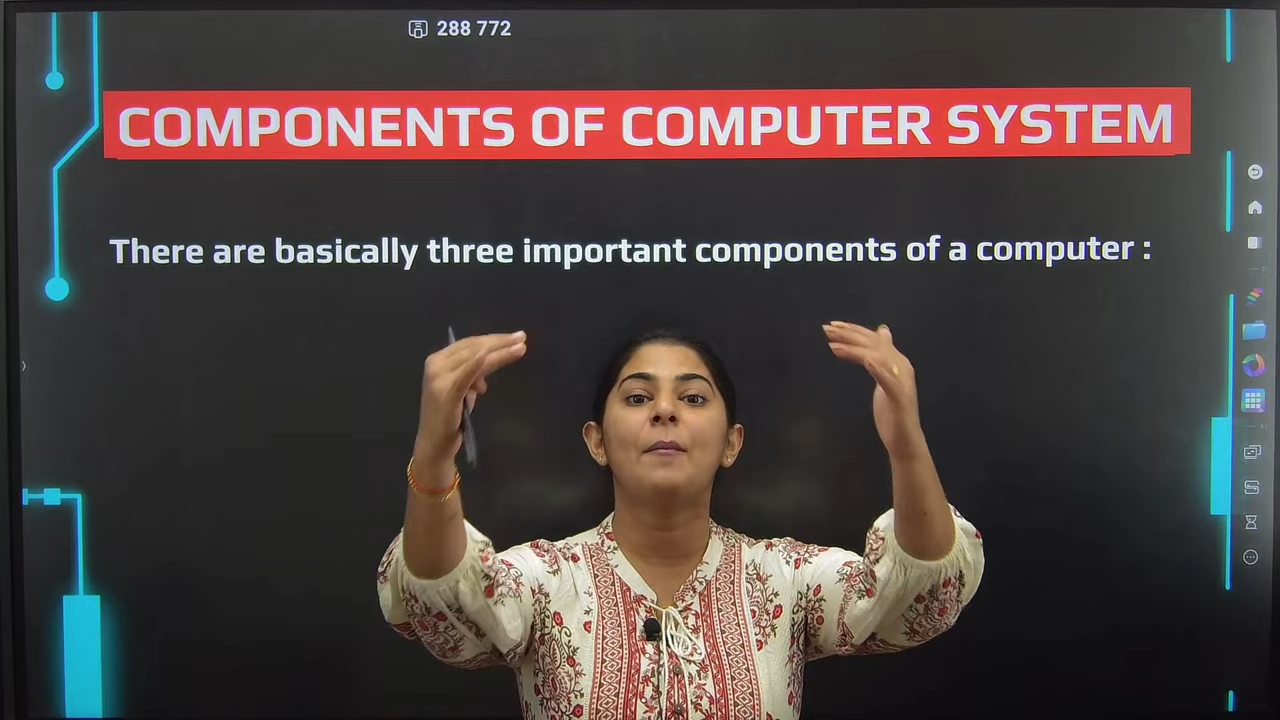 288 772
COMPONENTS OF COMPUTER SYSTEM
There are basically three important components of a computer :